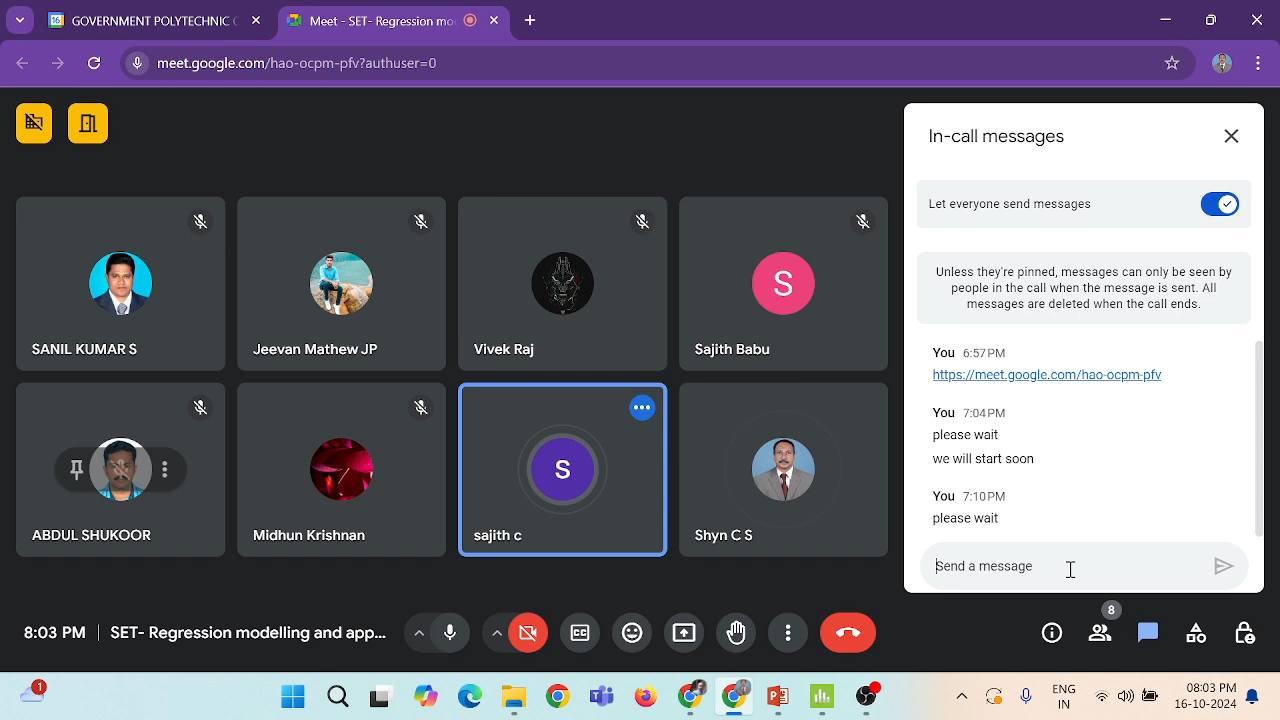 GOVERNMENT POLYTECHNIC C
Meet - SET- Regression mo
meet.google.com/hao-ocpm-pfv?authuser=0
In-call messages
Let everyone send messages
Unless they're pinned, messages can only be seen by
people in the call when the message is sent. All
messages are deleted when the call ends.
You 6:57 PM
https://meet.google.com/hao-ocpm-pfv
You 7:04 PM
please wait
we will start soon
You 7:10 PM
please wait
Send a message
SANIL KUMAR S
Jeevan Mathew JP
Vivek Raj
S
Sajith Babu
ABDUL SHUKOOR
Midhun Krishnan
S
sajith c
Shyn C S
8:03 PM | SET- Regression modelling and app...
8
1
ENG
IN
08:03 PM
16-10-2024